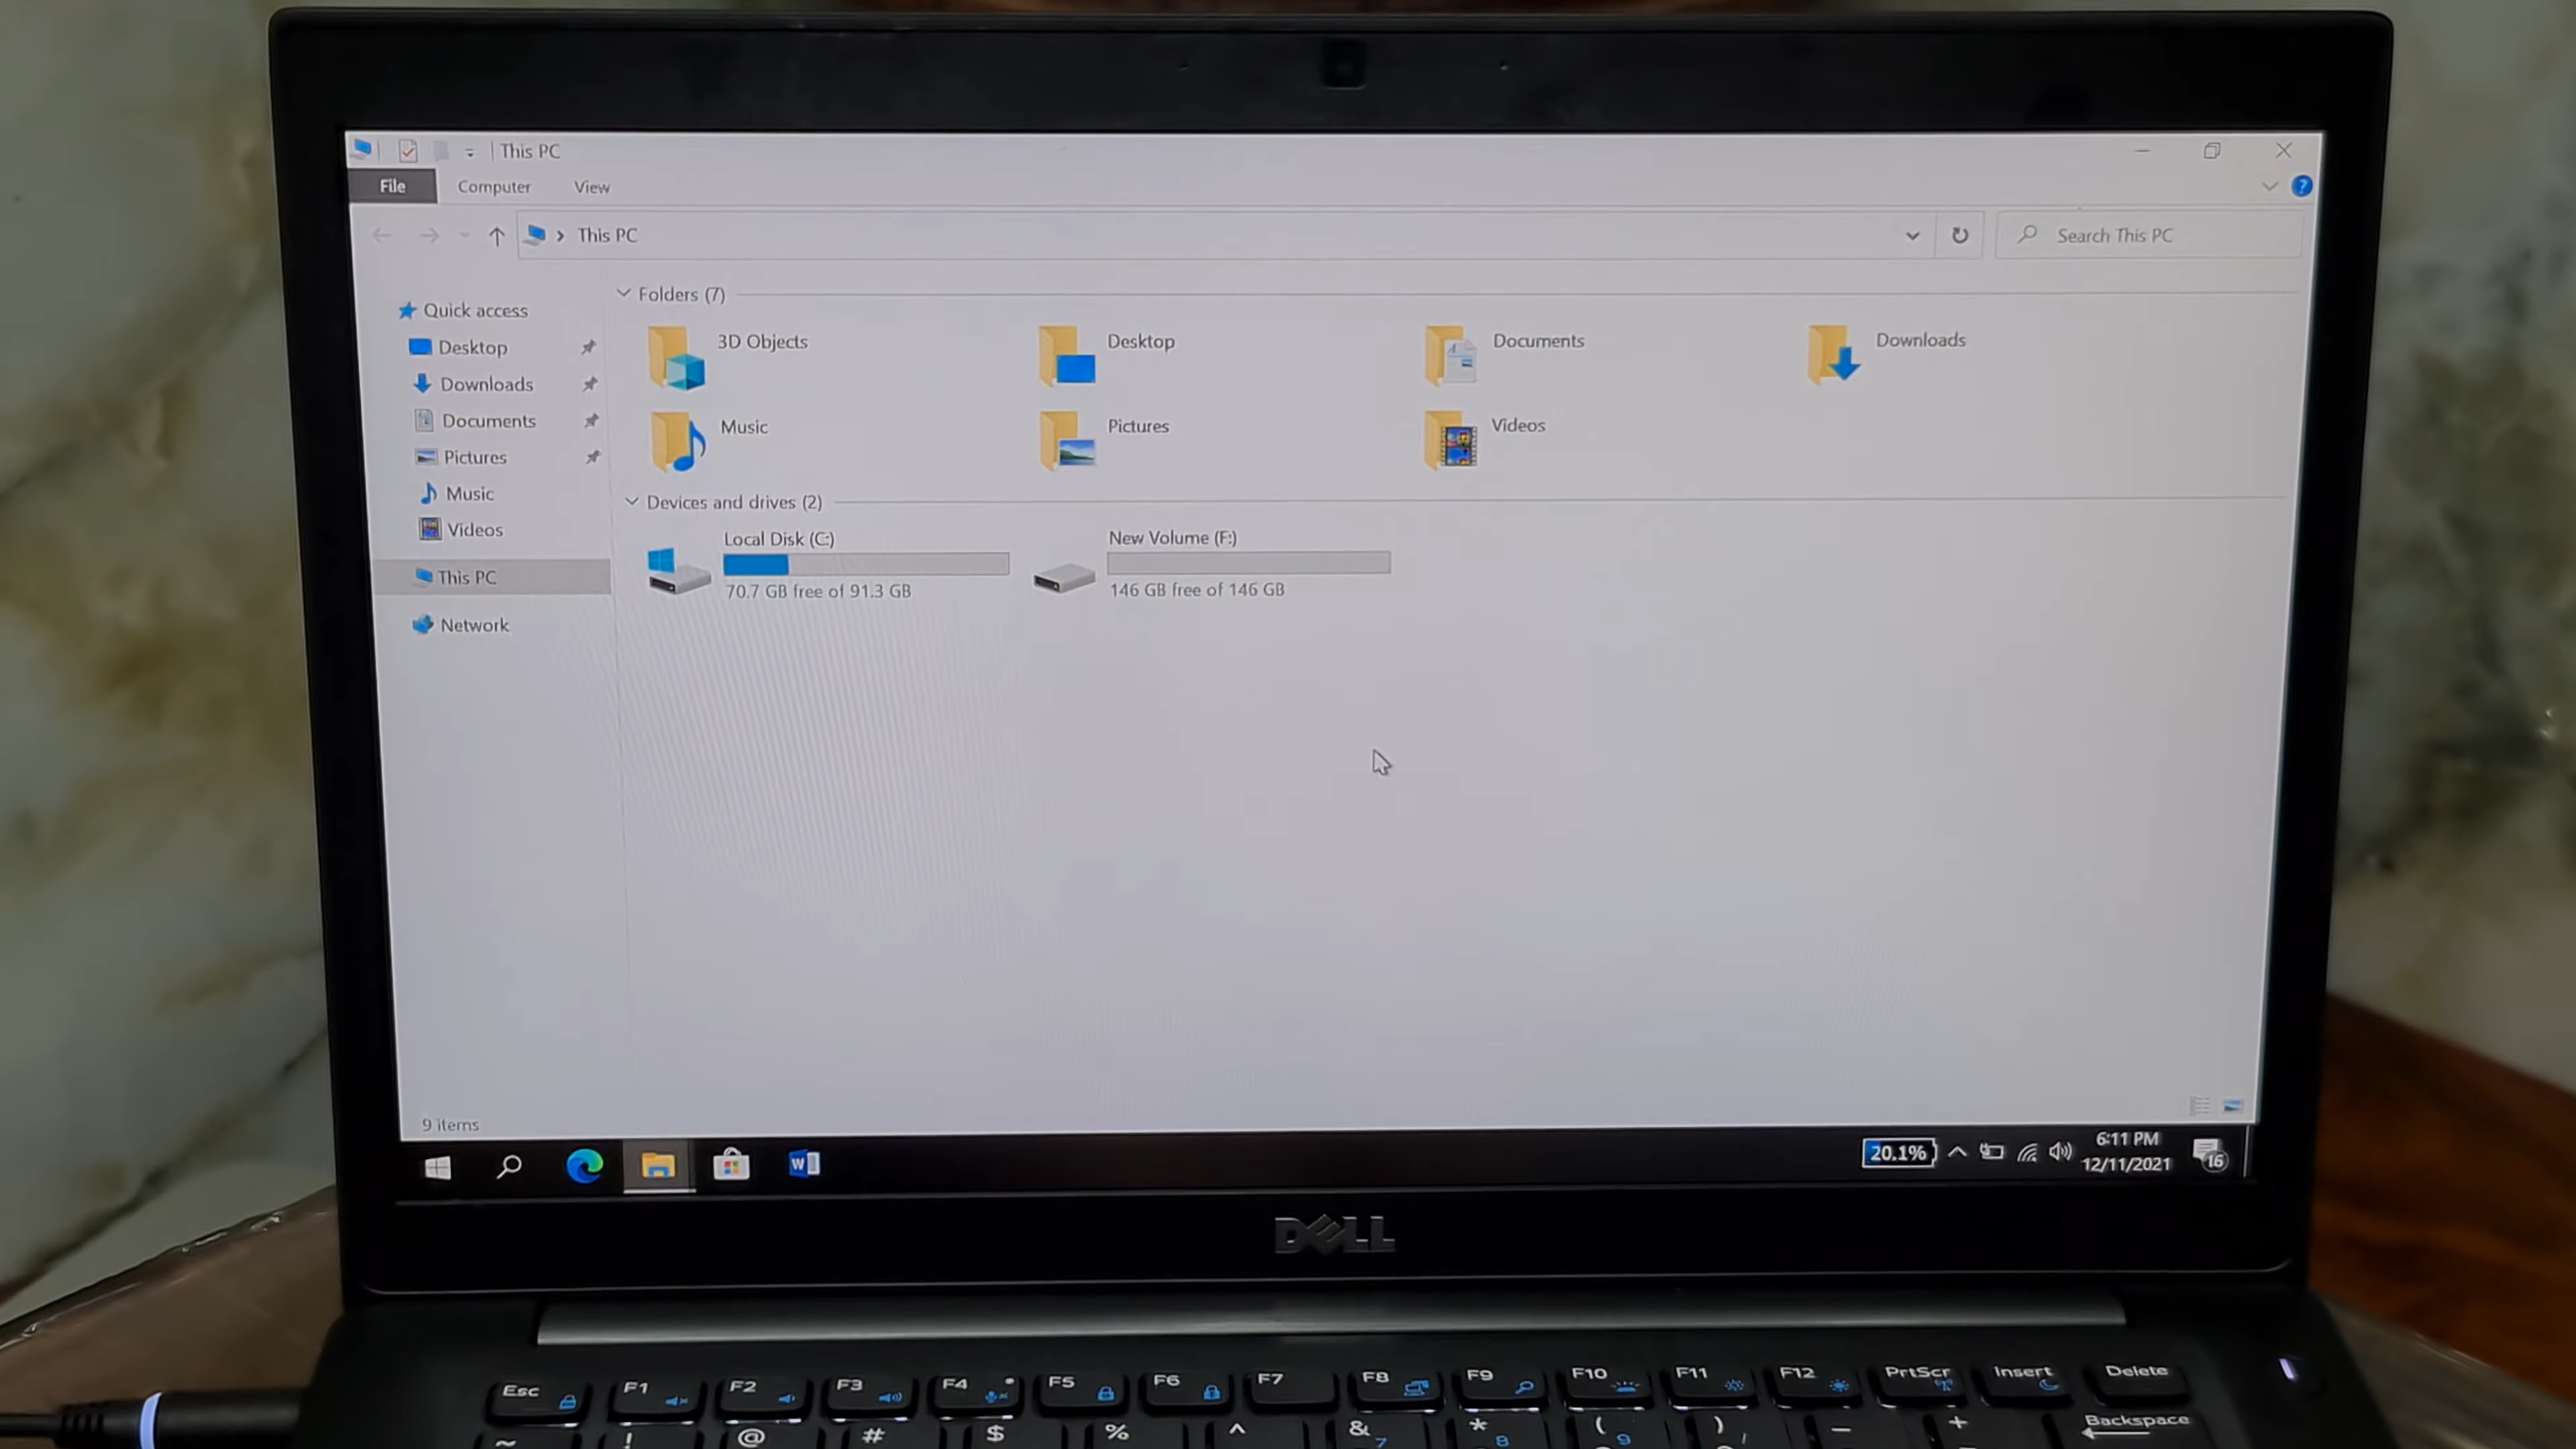 This PC
File Computer View
This PC
Search This PC
Quick access
Desktop
Downloads
Documents
Pictures
Music
Videos
This PC
Network
Folders (7)
3D Objects
Desktop
Documents
Downloads
Music
Pictures
Videos
Devices and drives (2)
Local Disk (C:)
70.7 GB free of 91.3 GB
New Volume (F:)
146 GB free of 146 GB
9 items
20.1%
6:11 PM
12/11/2021
16
DELL
Esc F1 F2 F3 F4 F5 F6 F7 F8 F9 F10 F11 F12 PrtScr Insert Delete
~ ! @ # $ % ^ & 7 * 8 ( 9 ) / — + Backspace